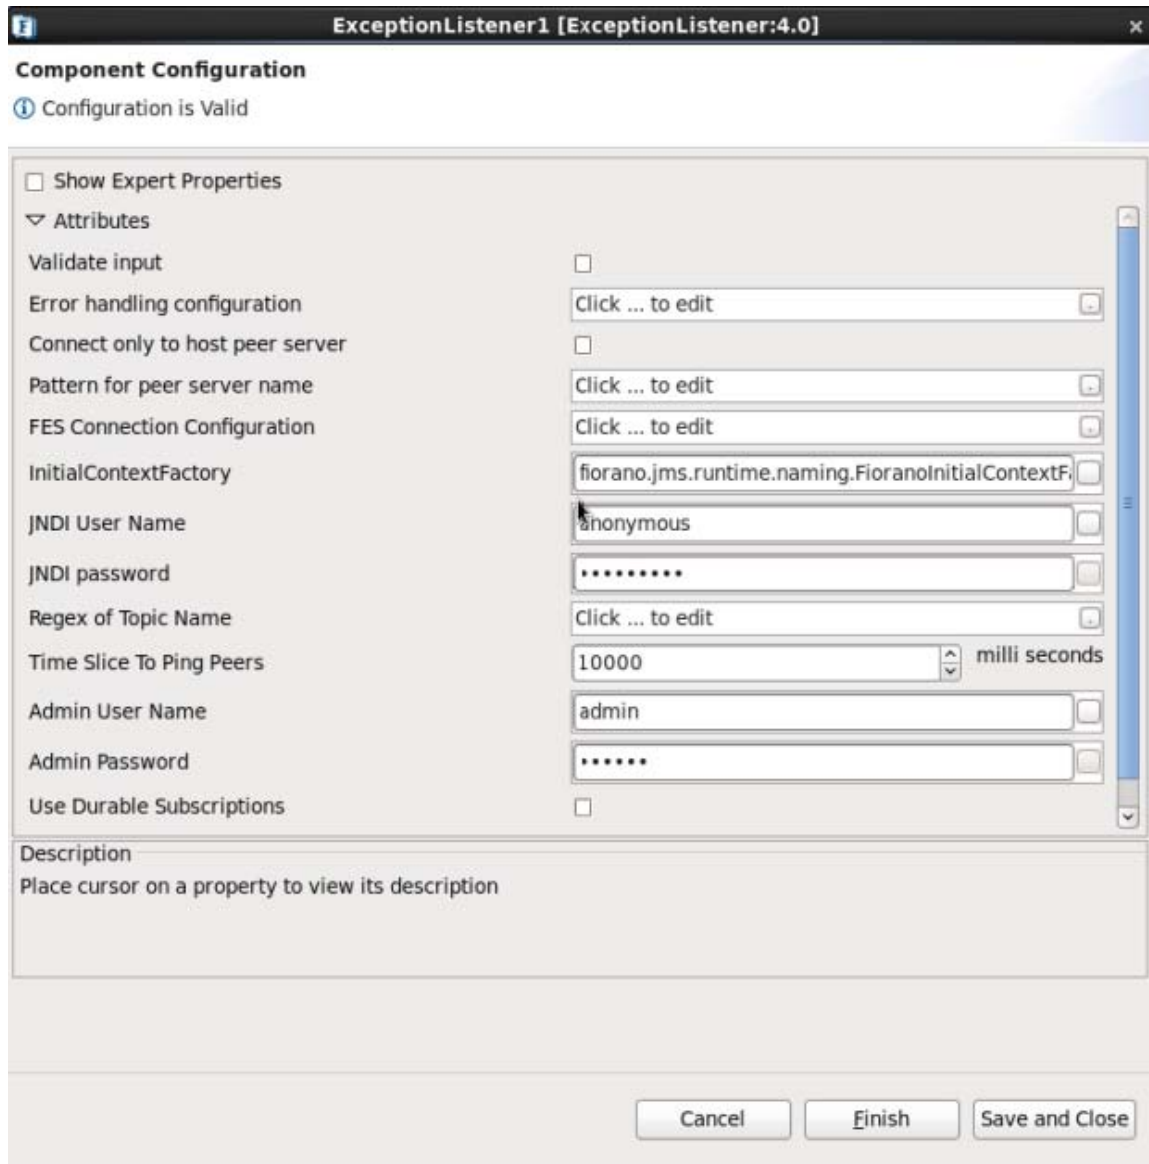 ExceptionListener1 [ExceptionListener:4.0]
Component Configuration
Configuration is Valid
Show Expert Properties
Attributes
Validate input
Error handling configuration Click ... to edit
Connect only to host peer server
Pattern for peer server name Click ... to edit
FES Connection Configuration Click ... to edit
InitialContextFactory fiorano.jms.runtime.naming.FioranoInitialContextF
JNDI User Name anonymous
JNDI password •••••••••
Regex of Topic Name Click ... to edit
Time Slice To Ping Peers 10000 milli seconds
Admin User Name admin
Admin Password ••••••
Use Durable Subscriptions
Description
Place cursor on a property to view its description
Cancel Finish Save and Close